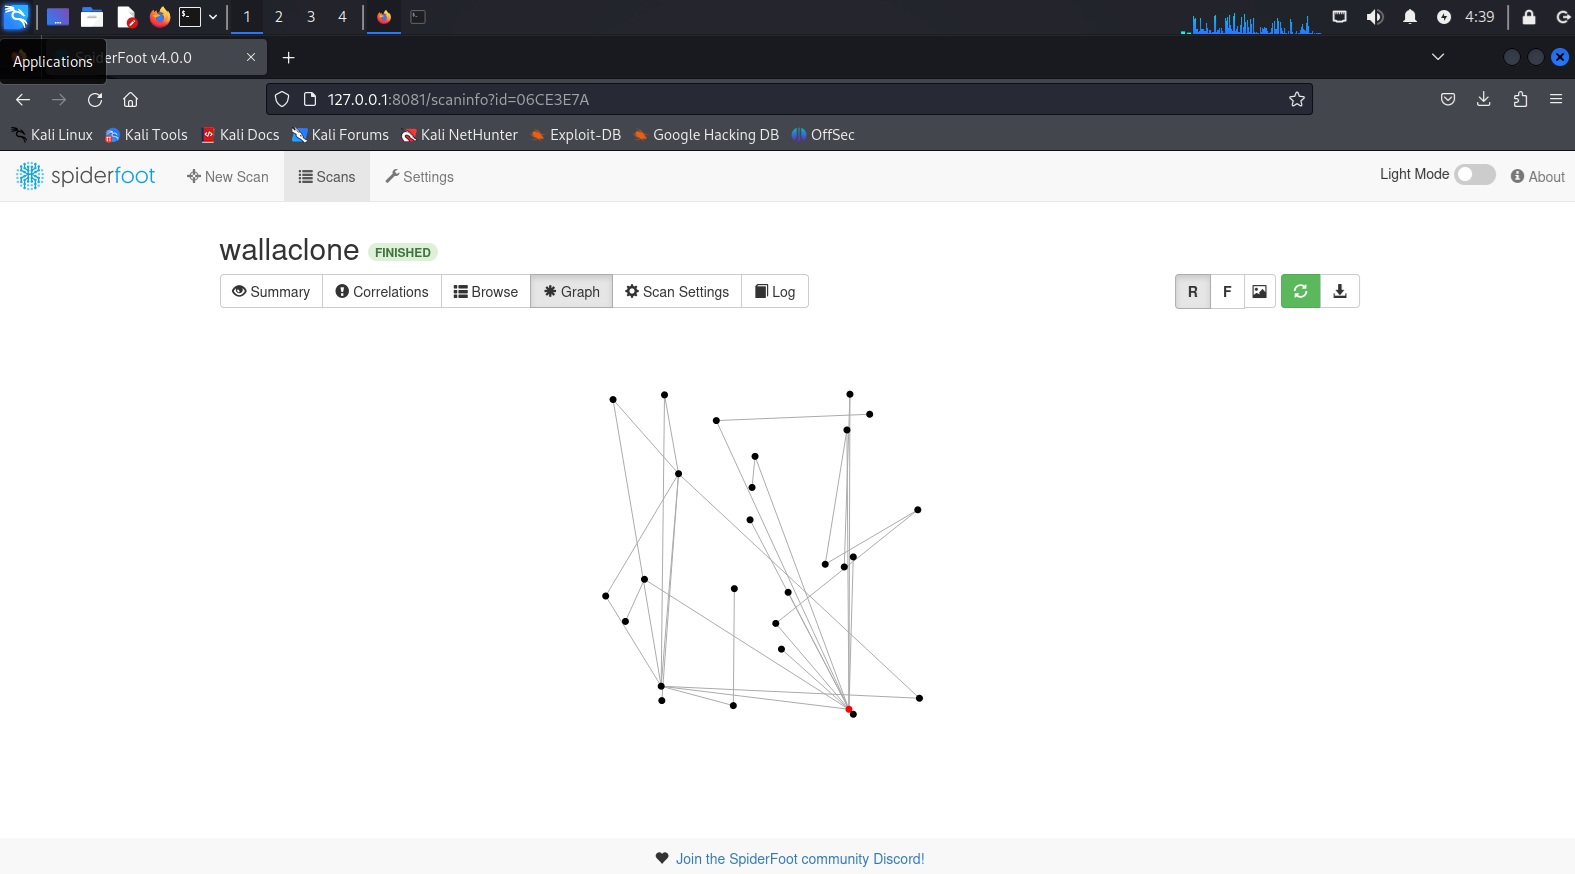 1 2 3 4 4:39
Applications
derFoot v4.0.0
127.0.0.1:8081/scaninfo?id=06CE3E7A
Kali Linux Kali Tools Kali Docs Kali Forums Kali NetHunter Exploit-DB Google Hacking DB OffSec
spiderfoot New Scan Scans Settings Light Mode About
wallaclone FINISHED
Summary Correlations Browse Graph Scan Settings Log R F
Join the SpiderFoot community Discord!